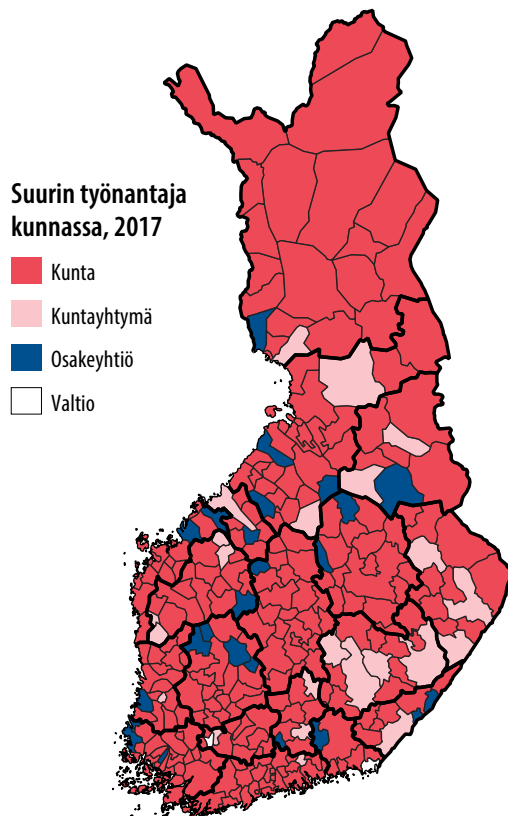 Suurin työnantaja
kunnassa, 2017
Kunta
Kuntayhtymä
Osakeyhtiö
Valtio